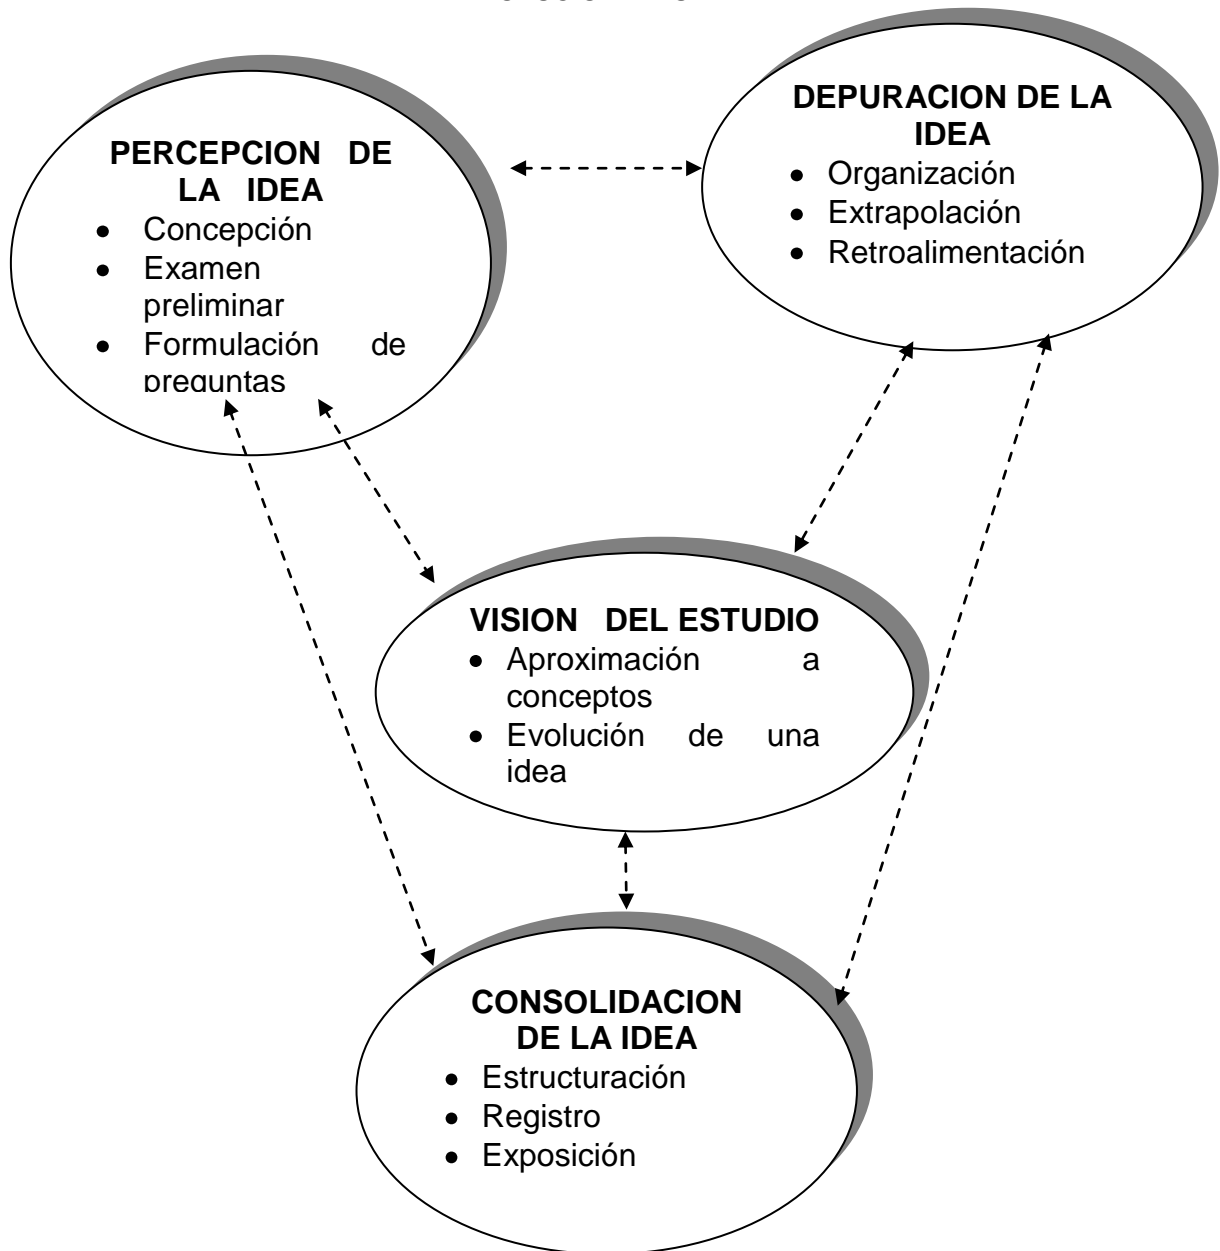 PERCEPCION DE
LA IDEA
• Concepción
• Examen
preliminar
• Formulación de
preguntas
DEPURACION DE LA
IDEA
• Organización
• Extrapolación
• Retroalimentación
VISION DEL ESTUDIO
• Aproximación a
conceptos
• Evolución de una
idea
CONSOLIDACION
DE LA IDEA
• Estructuración
• Registro
• Exposición